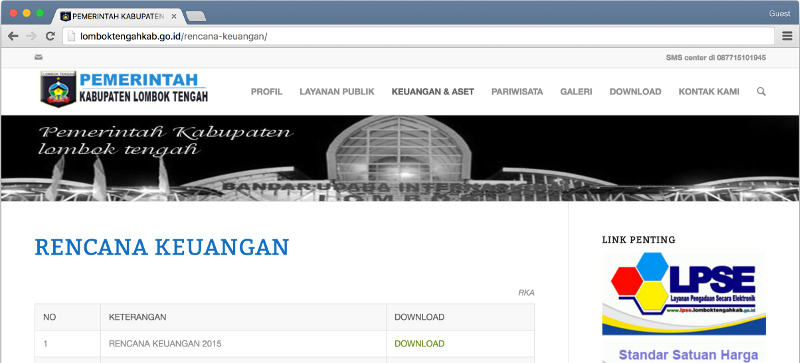 PEMERINTAH KABUPATEN
Guest
lomboktengahkab.go.id/rencana-keuangan/
SMS center di 087715101945
LOMBOK TENGAH
PEMERINTAH
KABUPATEN LOMBOK TENGAH
PROFIL LAYANAN PUBLIK KEUANGAN & ASET PARIWISATA GALERI DOWNLOAD KONTAK KAMI
Pemerintah Kabupaten
lombok tengah
BANDAR UDARA INTERNASIONAL
LOMBOK
RENCANA KEUANGAN
RKA
NO KETERANGAN DOWNLOAD
1 RENCANA KEUANGAN 2015 DOWNLOAD
LINK PENTING
LPSE
Layanan Pengadaan Secara Elektronik
www.lpse.lomboktengahkab.go.id
Standar Satuan Harga